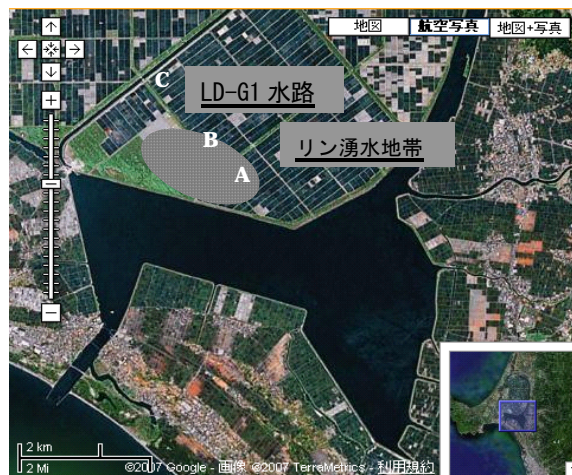 地図
航空写真
地図+写真
C
LD-G1 水路
B
リン湧水地帯
A
2 km
2 Mi
©2007 Google - 画像 ©2007 TerraMetrics - 利用規約